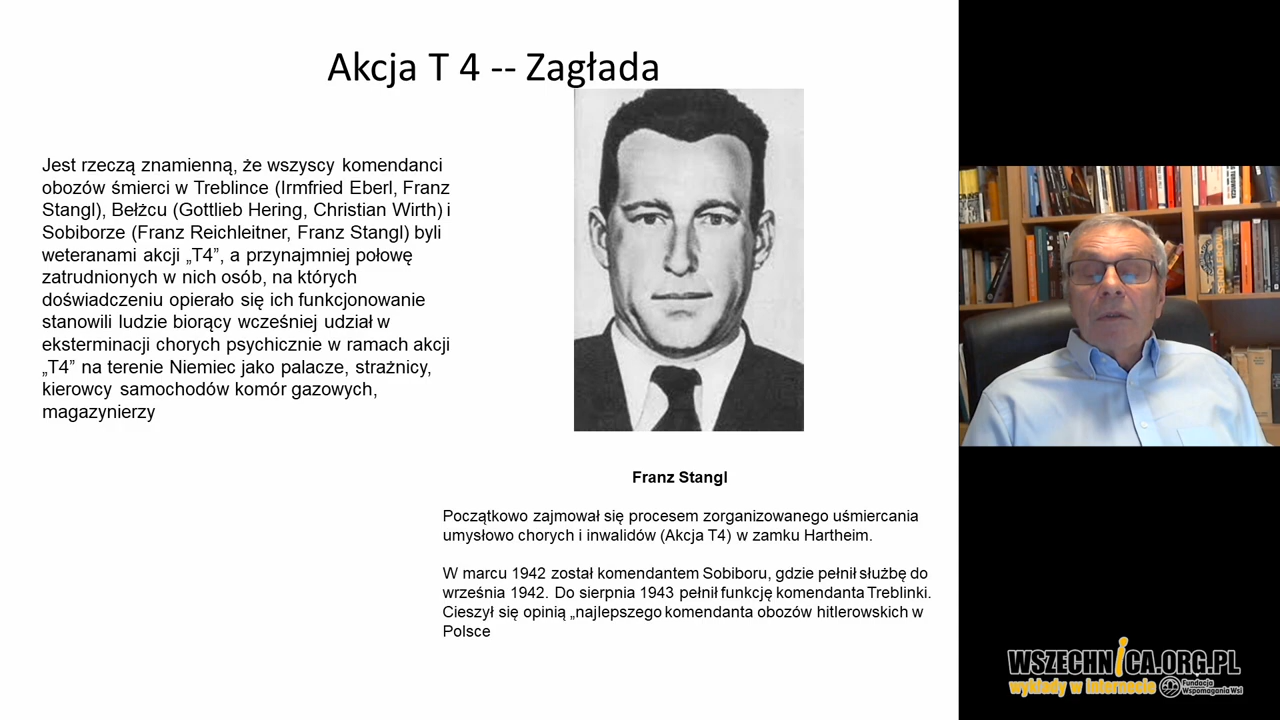 Akcja T 4 -- Zagłada
Jest rzeczą znamienną, że wszyscy komendanci
obozów śmierci w Treblince (Irmfried Eberl, Franz
Stangl), Bełżcu (Gottlieb Hering, Christian Wirth) i
Sobiborze (Franz Reichleitner, Franz Stangl) byli
weteranami akcji „T4”, a przynajmniej połowę
zatrudnionych w nich osób, na których
doświadczeniu opierało się ich funkcjonowanie
stanowili ludzie biorący wcześniej udział w
eksterminacji chorych psychicznie w ramach akcji
„T4” na terenie Niemiec jako palacze, strażnicy,
kierowcy samochodów komór gazowych,
magazynierzy
Franz Stangl
Początkowo zajmował się procesem zorganizowanego uśmiercania
umysłowo chorych i inwalidów (Akcja T4) w zamku Hartheim.
W marcu 1942 został komendantem Sobiboru, gdzie pełnił służbę do
września 1942. Do sierpnia 1943 pełnił funkcję komendanta Treblinki.
Cieszył się opinią „najlepszego komendanta obozów hitlerowskich w
Polsce
SENDLEROWA
WSZECHNICA.ORG.PL
wykłady w internecie
Fundacja
Wspomagania Wsi